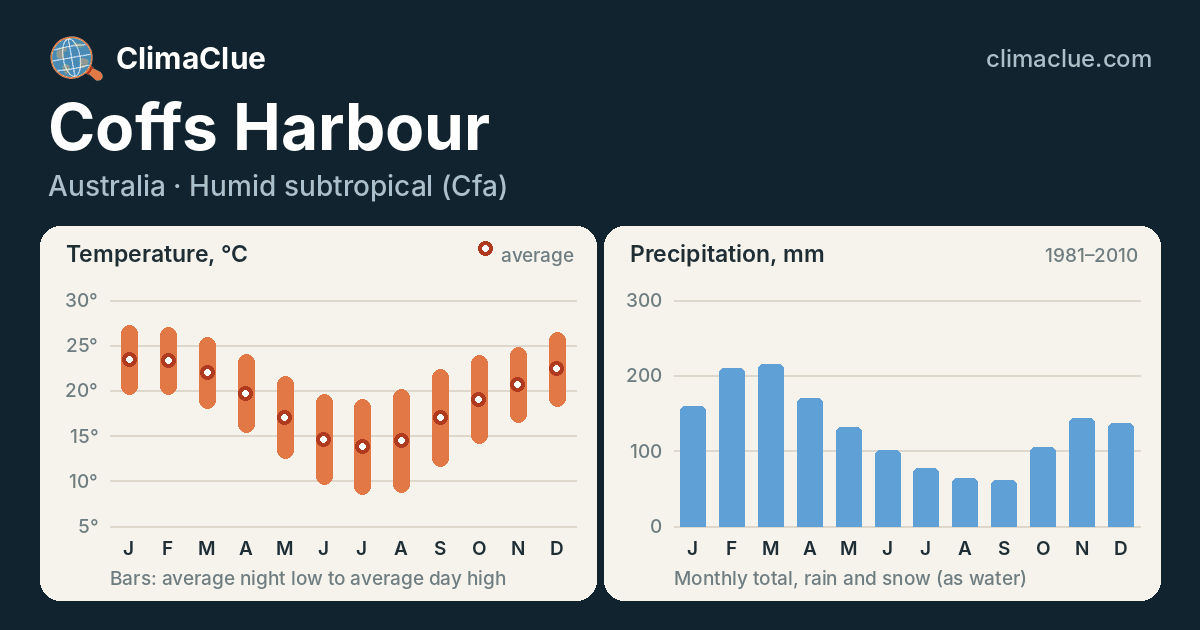 ClimaClue
climaclue.com
Coffs Harbour
Australia · Humid subtropical (Cfa)
Temperature, °C
average
30°
25°
20°
15°
10°
5°
J F M A M J J A S O N D
Bars: average night low to average day high
Precipitation, mm
1981–2010
300
200
100
0
J F M A M J J A S O N D
Monthly total, rain and snow (as water)